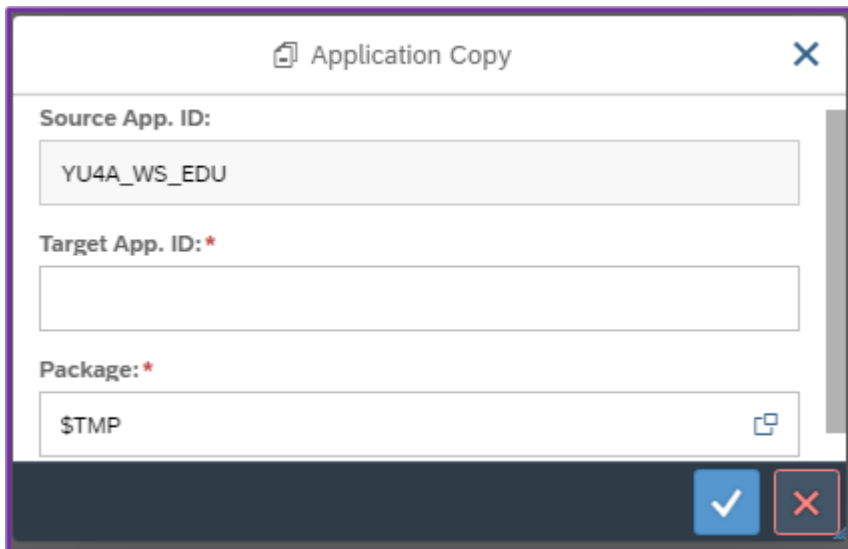 Application Copy
Source App. ID:
YU4A_WS_EDU
Target App. ID:*
Package:*
$TMP